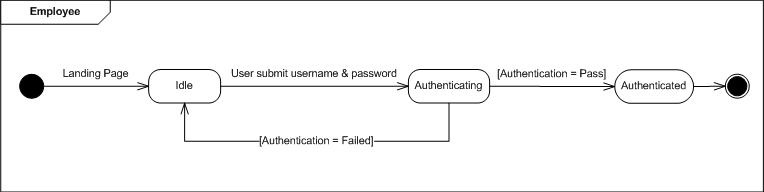 Employee
Landing Page
Idle
User submit username & password
Authenticating
[Authentication = Pass]
Authenticated
[Authentication = Failed]